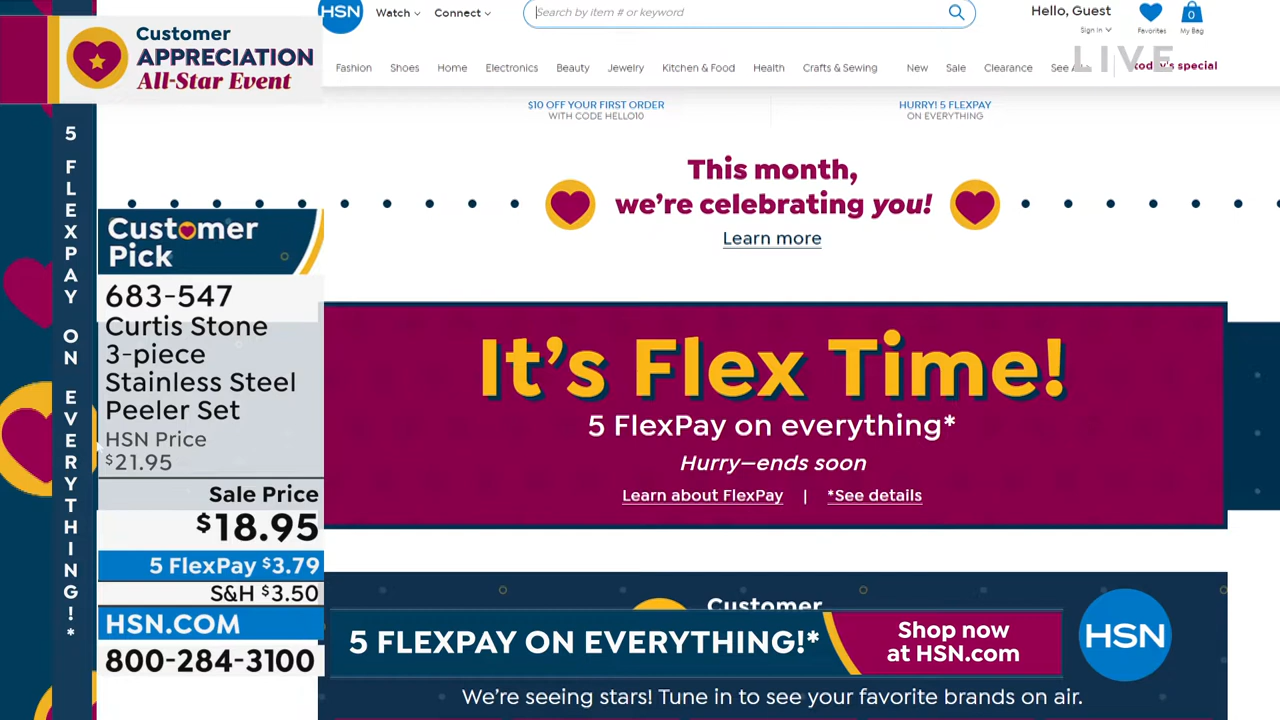 Customer
APPRECIATION
All-Star Event
5 FLEXPAY ON EVERYTHING!*
Customer
Pick
683-547
Curtis Stone
3-piece
Stainless Steel
Peeler Set
HSN Price
$21.95
Sale Price
$18.95
5 FlexPay $3.79
S&H $3.50
HSN.COM
800-284-3100
HSN
Watch
Connect
Search by item # or keyword
Hello, Guest
Sign in
Favorites
0
My Bag
LIVE
Fashion Shoes Home Electronics Beauty Jewelry Kitchen & Food Health Crafts & Sewing New Sale Clearance See today's special
$10 OFF YOUR FIRST ORDER
WITH CODE HELLO10
HURRY! 5 FLEXPAY
ON EVERYTHING
This month,
we're celebrating you!
Learn more
It's Flex Time!
5 FlexPay on everything*
Hurry—ends soon
Learn about FlexPay | *See details
Customer
5 FLEXPAY ON EVERYTHING!*
Shop now
at HSN.com
HSN
We're seeing stars! Tune in to see your favorite brands on air.